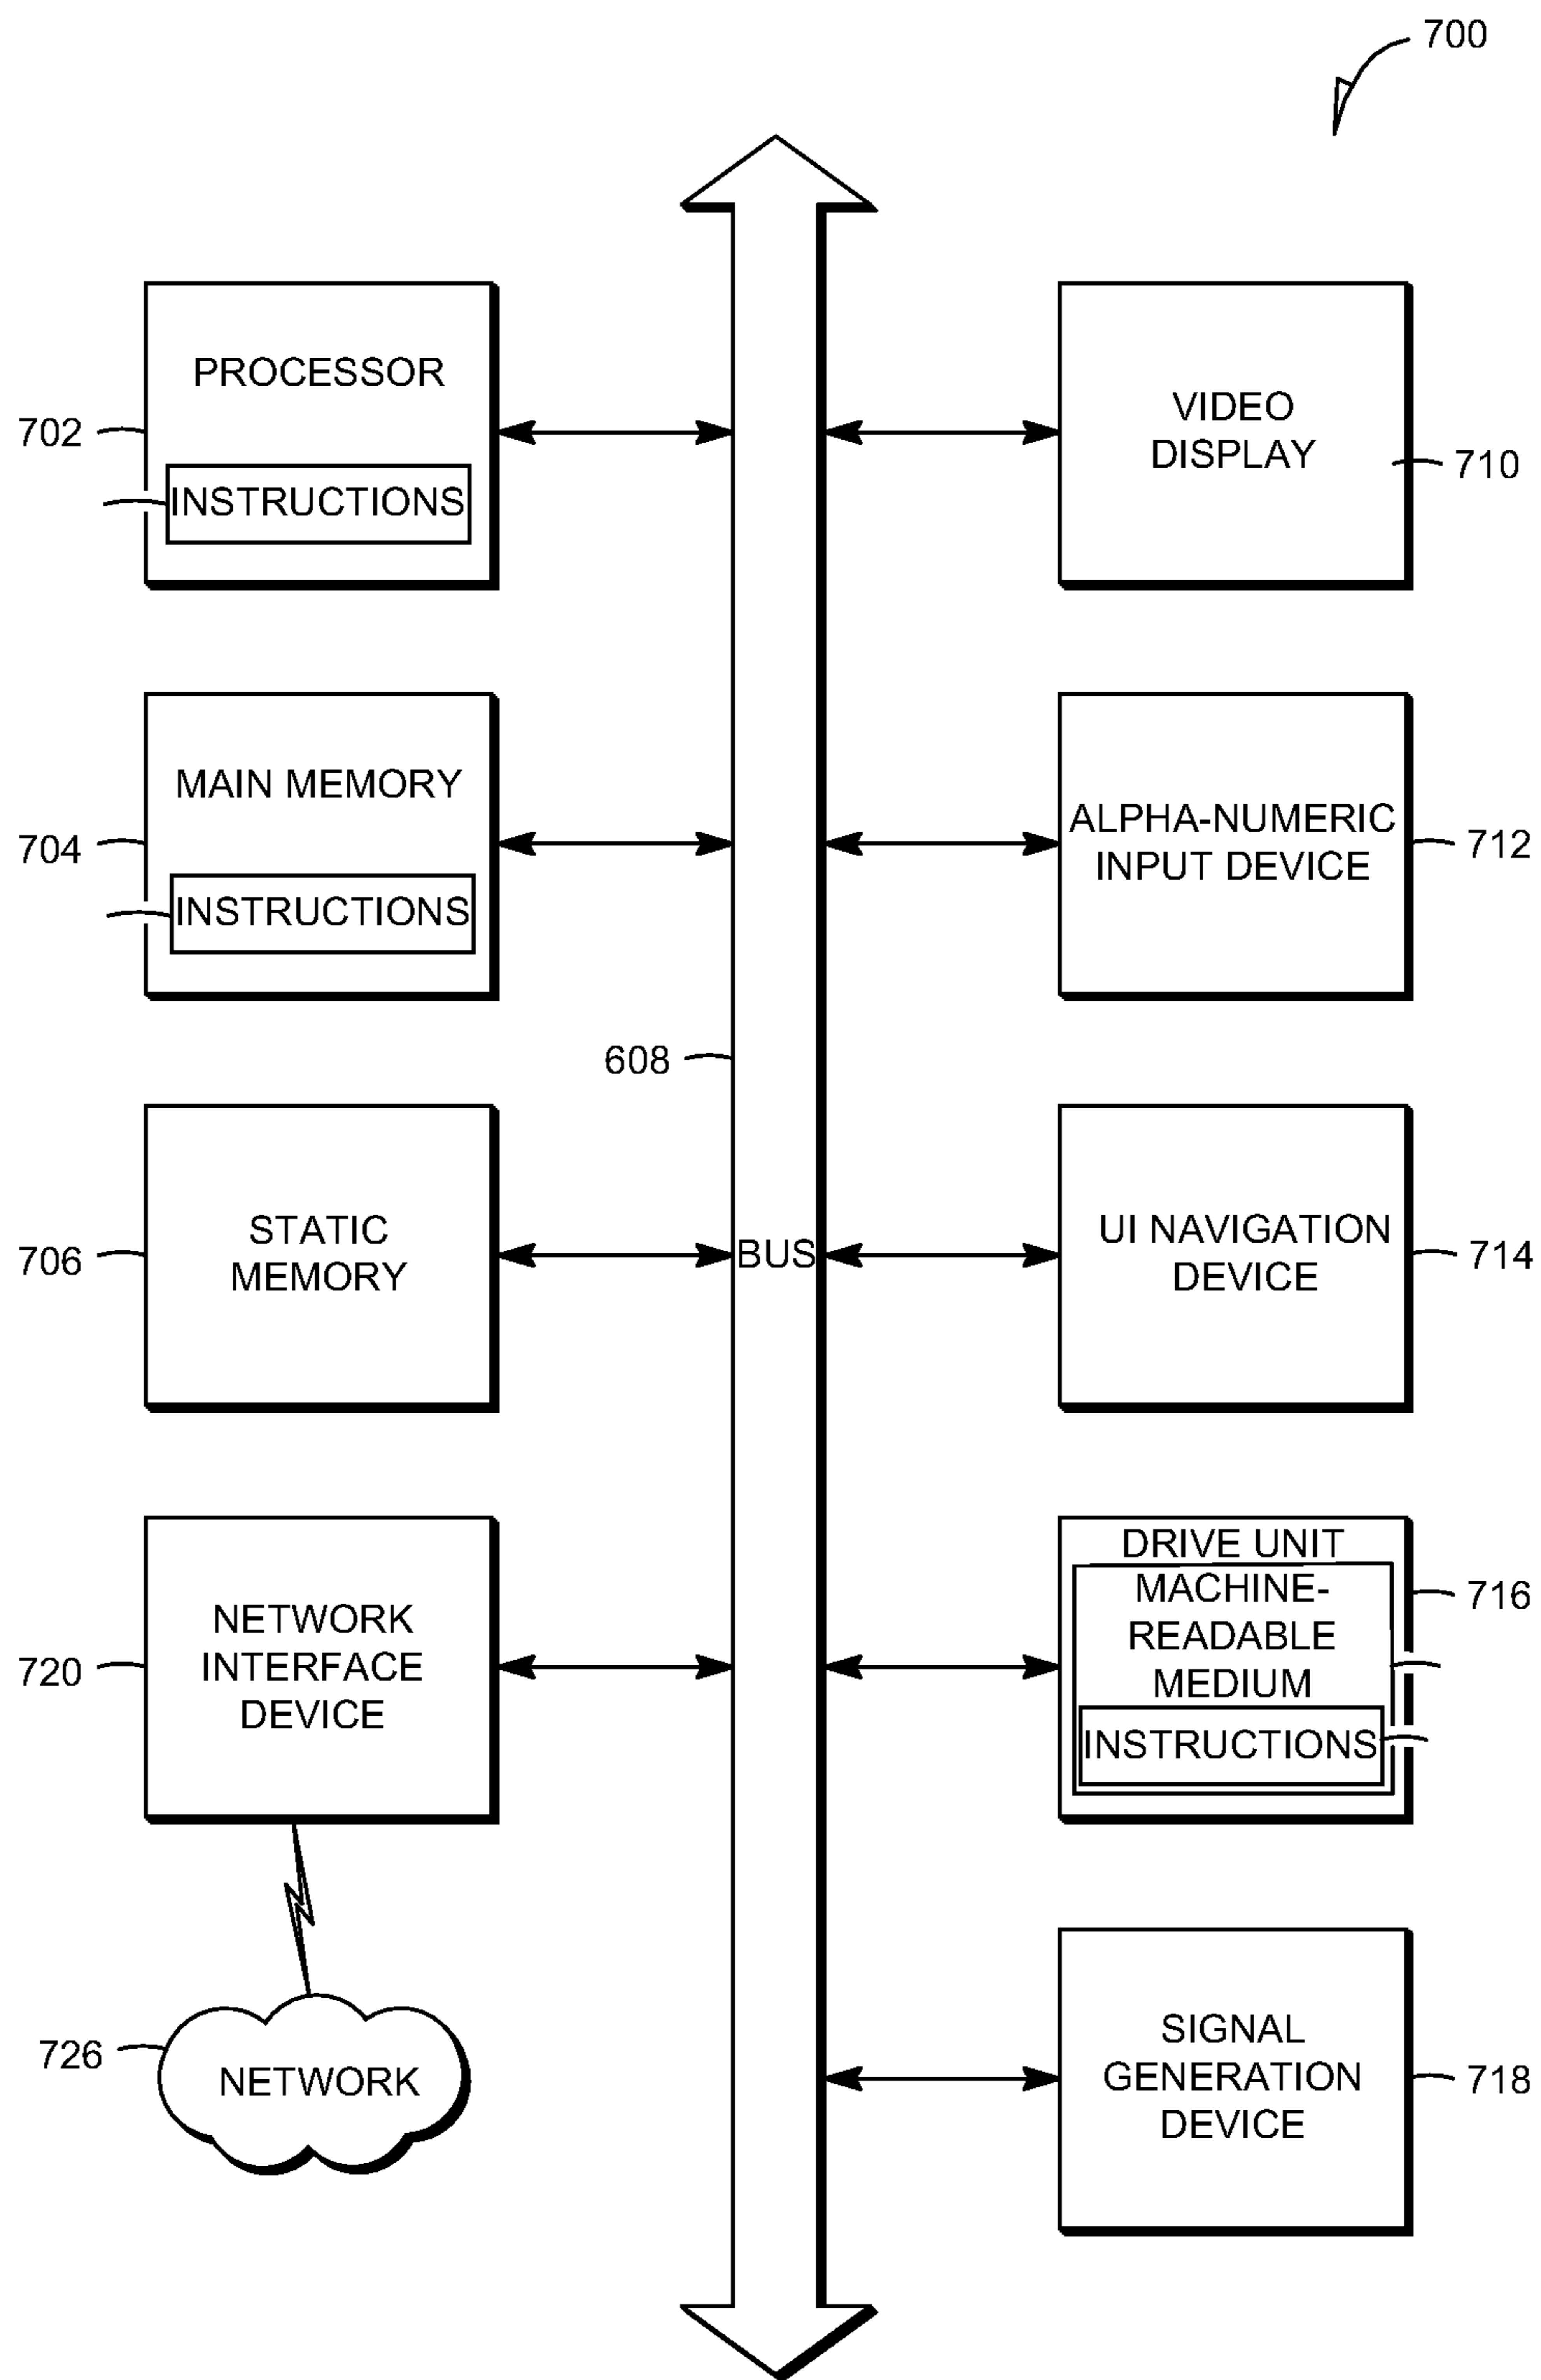 700
PROCESSOR
702
INSTRUCTIONS
VIDEO
DISPLAY
710
MAIN MEMORY
704
INSTRUCTIONS
ALPHA-NUMERIC
INPUT DEVICE
712
608
STATIC
MEMORY
706
BUS
UI NAVIGATION
DEVICE
714
NETWORK
INTERFACE
DEVICE
720
DRIVE UNIT
MACHINE-
READABLE
MEDIUM
716
INSTRUCTIONS
726
NETWORK
SIGNAL
GENERATION
DEVICE
718